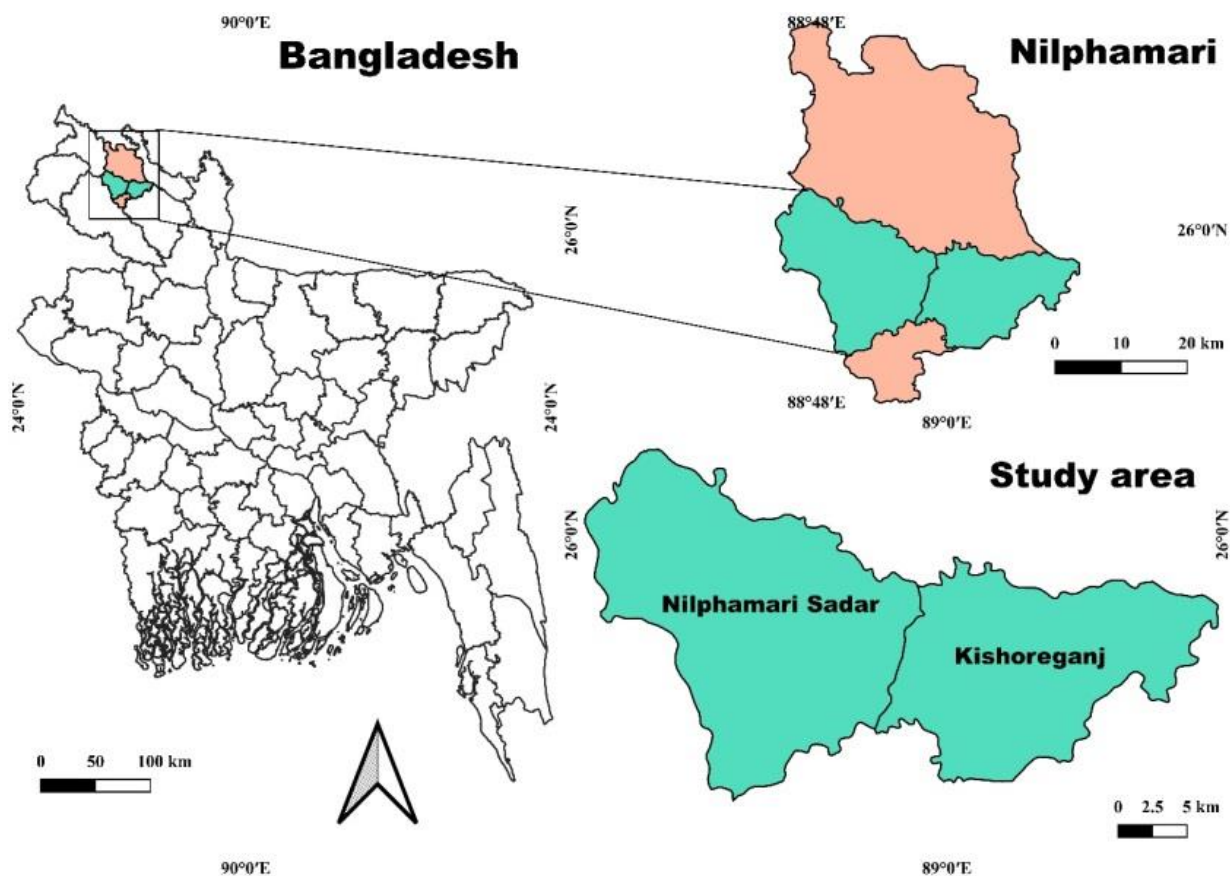 90°0'E
Bangladesh
26°0'N
24°0'N
24°0'N
0 50 100 km
90°0'E
88°48'E
Nilphamari
26°0'N
0 10 20 km
88°48'E
89°0'E
Study area
26°0'N
26°0'N
Nilphamari Sadar
Kishoreganj
0 2.5 5 km
89°0'E